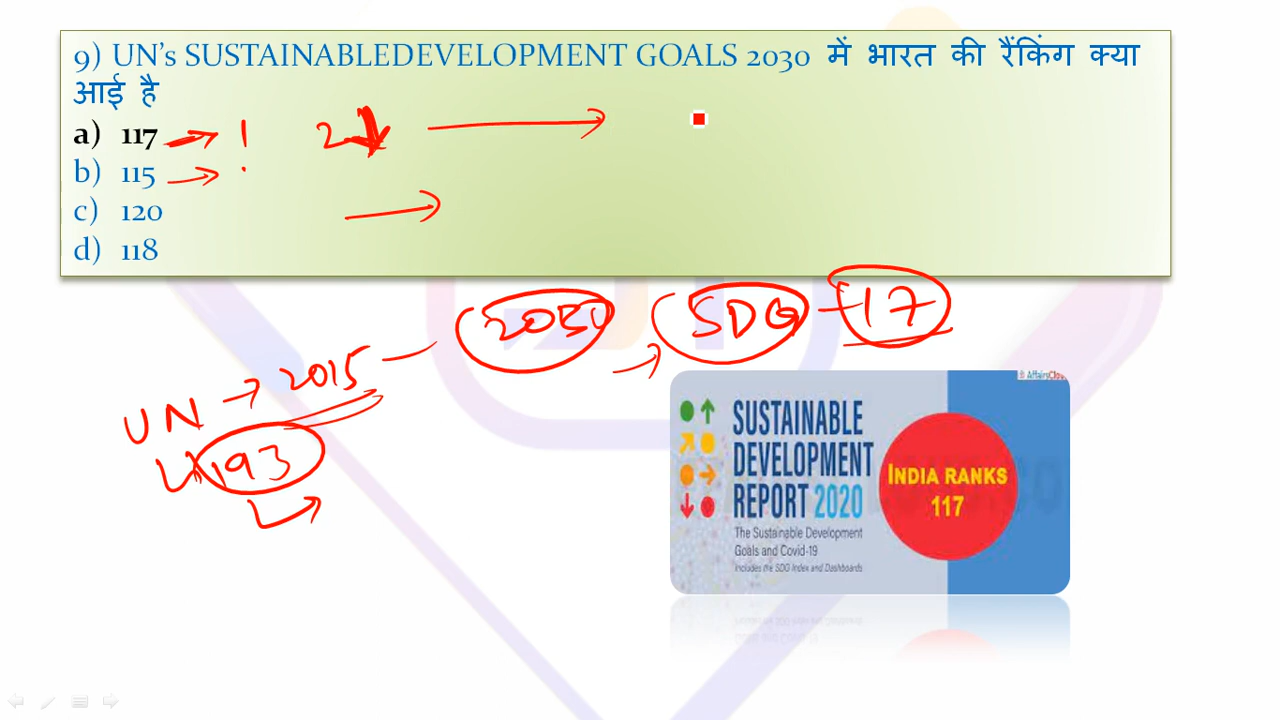 9) UN's SUSTAINABLEDEVELOPMENT GOALS 2030 में भारत की रैंकिंग क्या
आई है
a) 117
b) 115
c) 120
d) 118
2030 SDG - 17
UN → 2015
193
AffairsClou
SUSTAINABLE
DEVELOPMENT
REPORT 2020
The Sustainable Development
Goals and Covid-19
Includes the SDG Index and Dashboards
INDIA RANKS
117